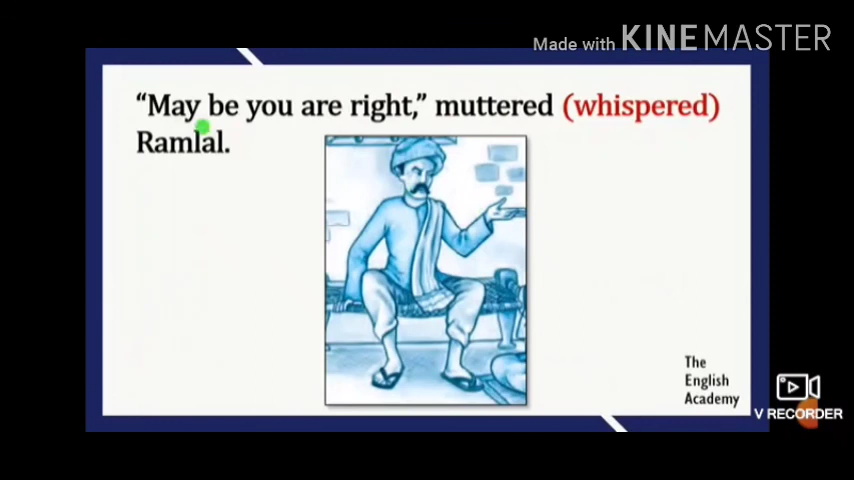 Made with KINEMASTER
“May be you are right,” muttered (whispered)
Ramlal.
The
English
Academy
V RECORDER